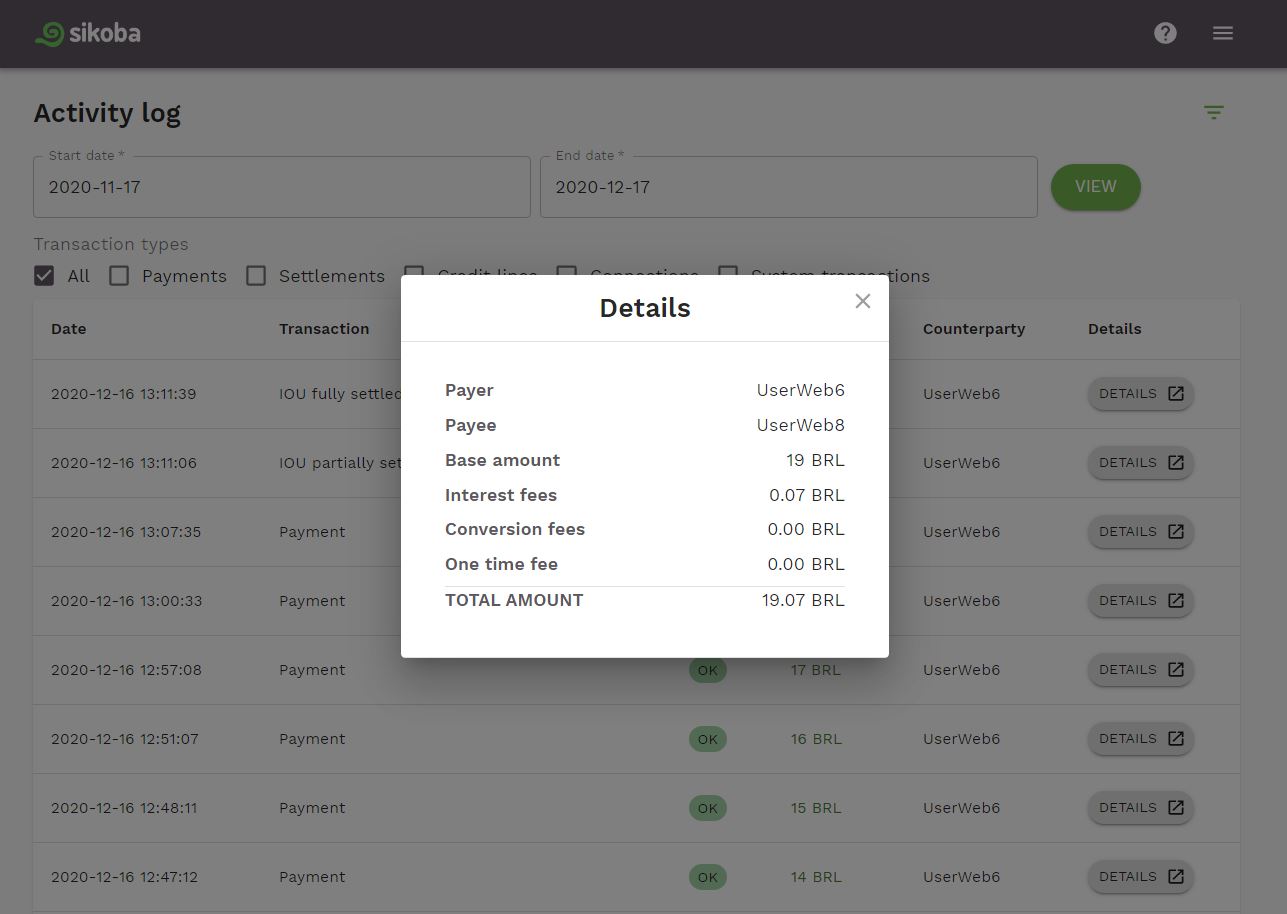 sikoba
Activity log
Start date *
2020-11-17
End date *
2020-12-17
VIEW
Transaction types
All Payments Settlements Credit lines Connections System transactions
Details
Payer UserWeb6
Payee UserWeb8
Base amount 19 BRL
Interest fees 0.07 BRL
Conversion fees 0.00 BRL
One time fee 0.00 BRL
TOTAL AMOUNT 19.07 BRL
Date Transaction Counterparty Details
2020-12-16 13:11:39 IOU fully settled UserWeb6 DETAILS
2020-12-16 13:11:06 IOU partially set UserWeb6 DETAILS
2020-12-16 13:07:35 Payment UserWeb6 DETAILS
2020-12-16 13:00:33 Payment UserWeb6 DETAILS
2020-12-16 12:57:08 Payment OK 17 BRL UserWeb6 DETAILS
2020-12-16 12:51:07 Payment OK 16 BRL UserWeb6 DETAILS
2020-12-16 12:48:11 Payment OK 15 BRL UserWeb6 DETAILS
2020-12-16 12:47:12 Payment OK 14 BRL UserWeb6 DETAILS